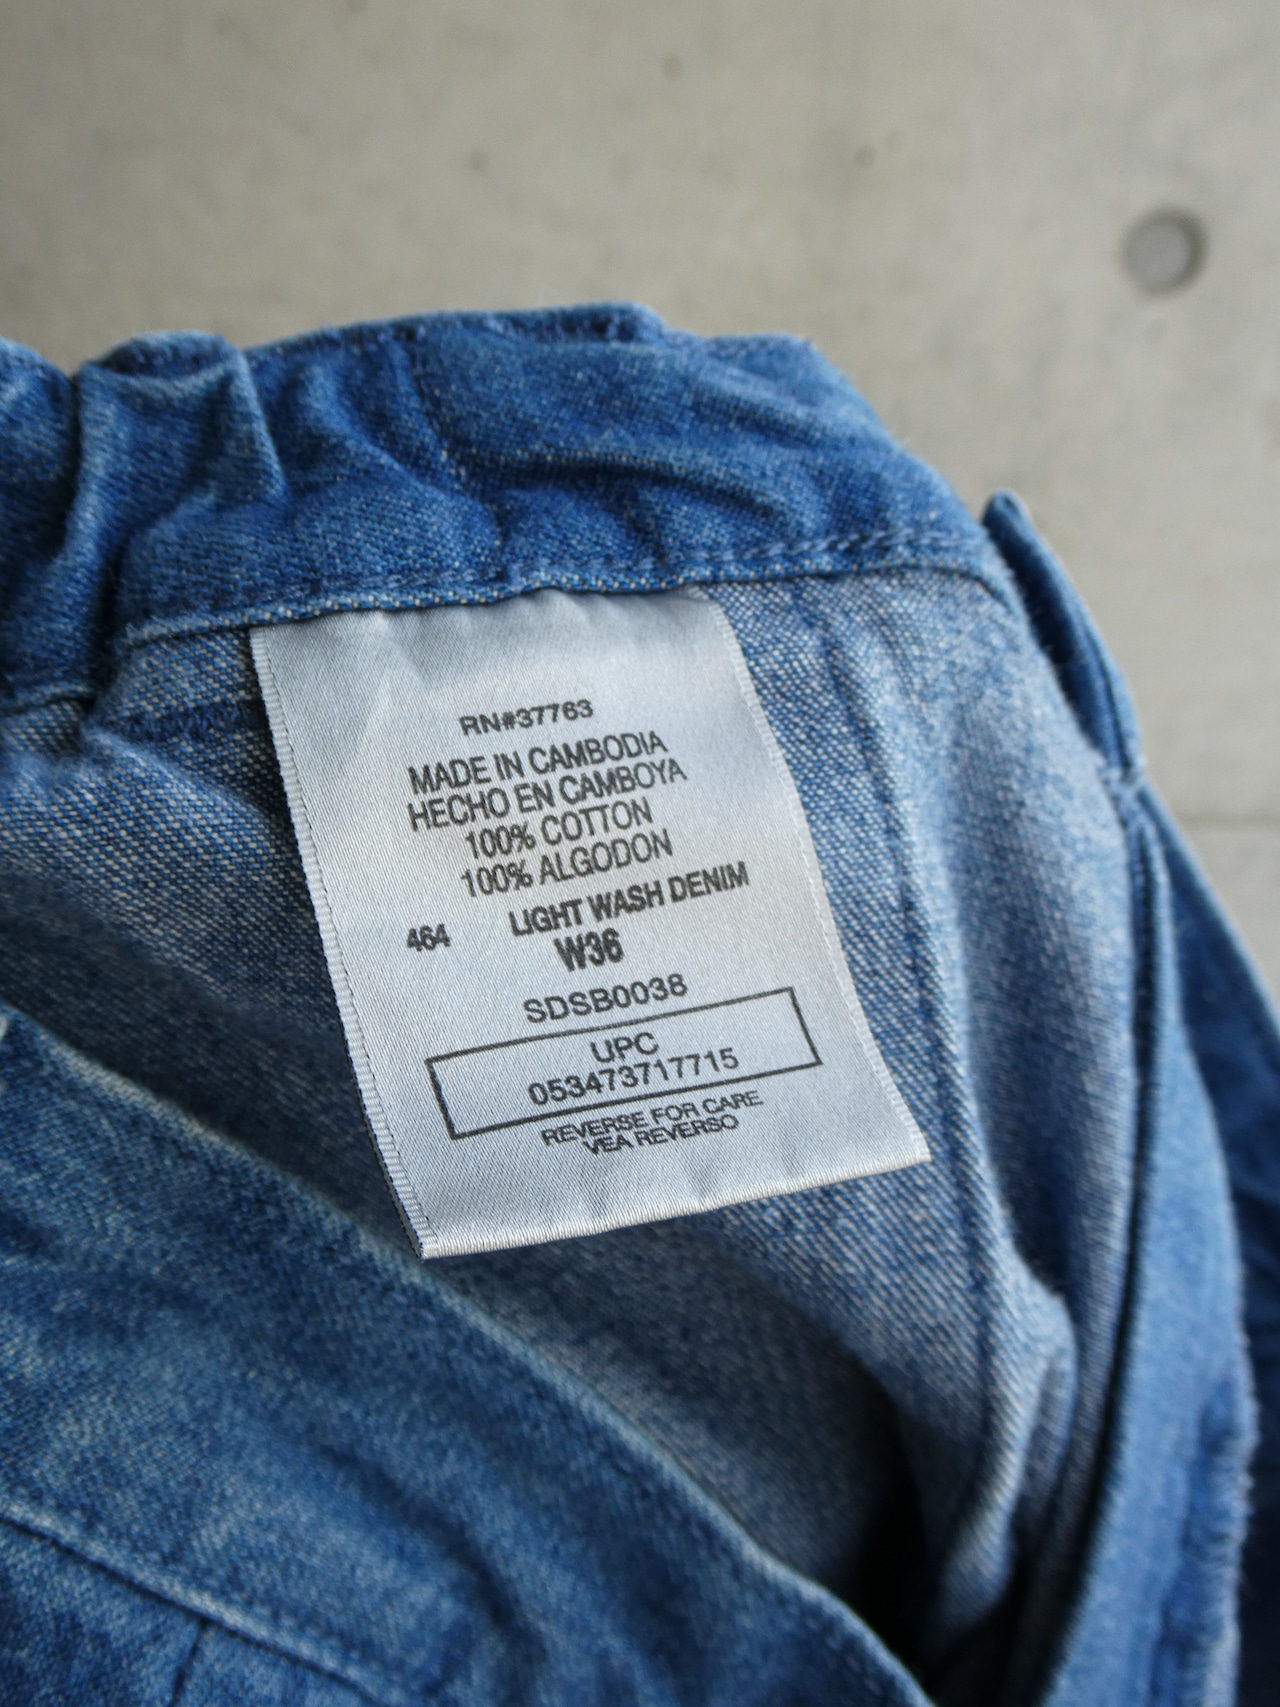 RN#37763
MADE IN CAMBODIA
HECHO EN CAMBOYA
100% COTTON
100% ALGODON
464 LIGHT WASH DENIM
W36
SDSB0038
UPC
053473717715
REVERSE FOR CARE
VEA REVERSO